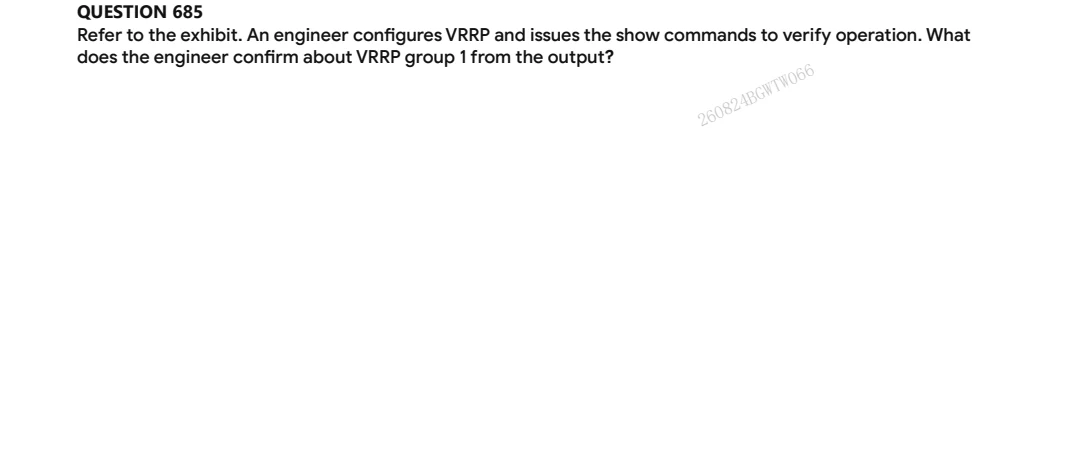 QUESTION 685
Refer to the exhibit. An engineer configures VRRP and issues the show commands to verify operation. What
does the engineer confirm about VRRP group 1 from the output?
260824BGWTW066